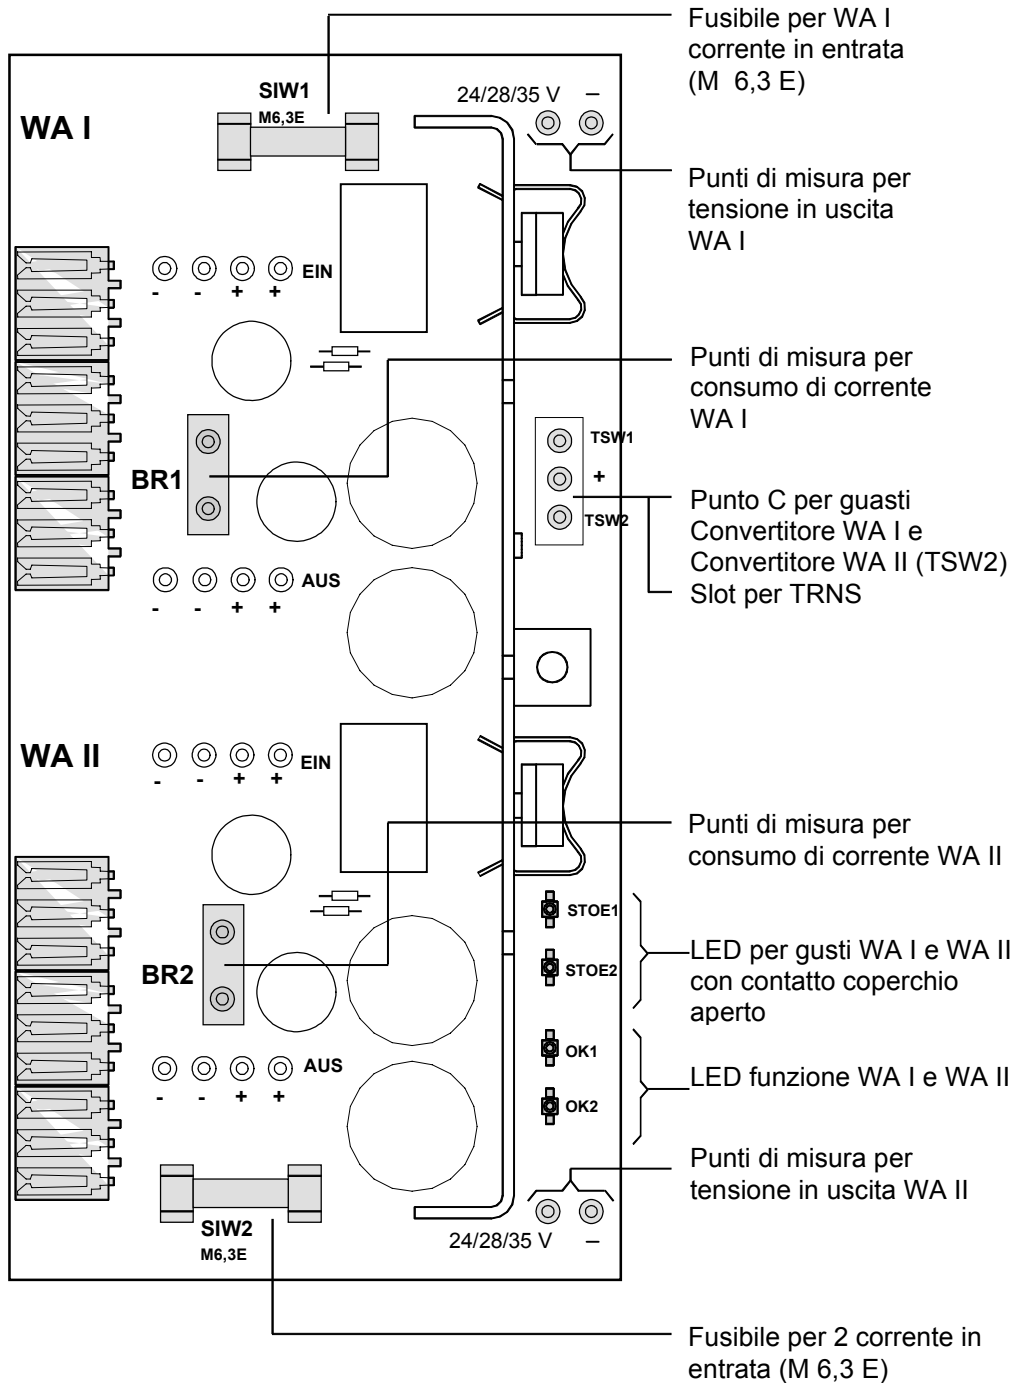 Fusibile per WA I
corrente in entrata
(M 6,3 E)
SIW1
M6,3E
24/28/35 V –
WA I
Punti di misura per
tensione in uscita
WA I
EIN
- - + +
Punti di misura per
consumo di corrente
WA I
BR1
TSW1
+
TSW2
Punto C per guasti
Convertitore WA I e
Convertitore WA II (TSW2)
Slot per TRNS
AUS
- - + +
WA II
EIN
- - + +
Punti di misura per
consumo di corrente WA II
BR2
STOE1
STOE2
LED per gusti WA I e WA II
con contatto coperchio
aperto
OK1
OK2
LED funzione WA I e WA II
AUS
- - + +
Punti di misura per
tensione in uscita WA II
SIW2
M6,3E
24/28/35 V –
Fusibile per 2 corrente in
entrata (M 6,3 E)